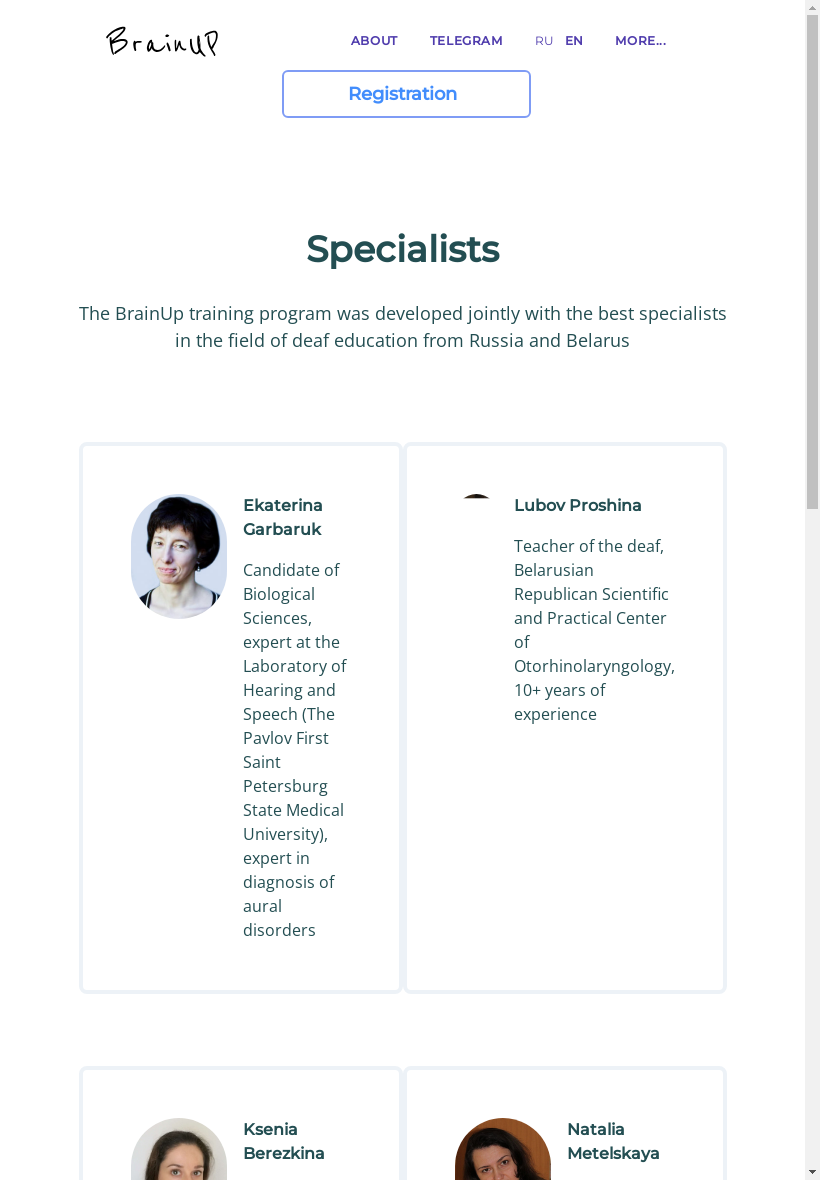 BrainUP
ABOUT TELEGRAM RU EN MORE...
Registration
Specialists
The BrainUp training program was developed jointly with the best specialists
in the field of deaf education from Russia and Belarus
Ekaterina
Garbaruk
Candidate of
Biological
Sciences,
expert at the
Laboratory of
Hearing and
Speech (The
Pavlov First
Saint
Petersburg
State Medical
University),
expert in
diagnosis of
aural
disorders
Lubov Proshina
Teacher of the deaf,
Belarusian
Republican Scientific
and Practical Center
of
Otorhinolaryngology,
10+ years of
experience
Ksenia
Berezkina
Natalia
Metelskaya